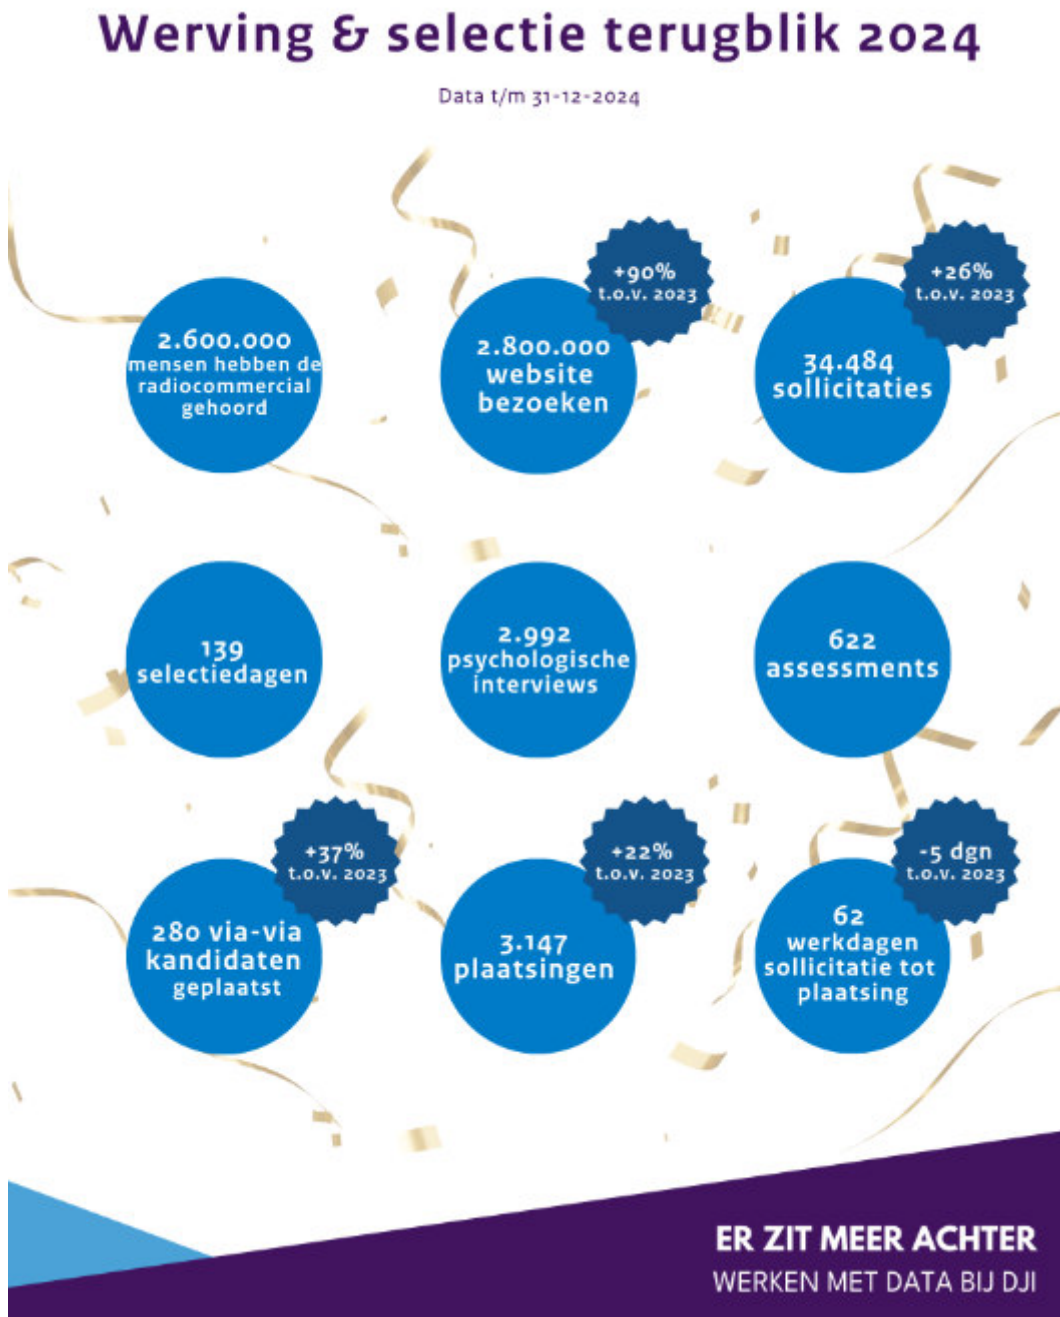 Werving & selectie terugblik 2024
Data t/m 31-12-2024
2.600.000
mensen hebben de
radiocommercial
gehoord
+90%
t.o.v. 2023
2.800.000
website
bezoeken
+26%
t.o.v. 2023
34.484
sollicitaties
139
selectiedagen
2.992
psychologische
interviews
622
assessments
+37%
t.o.v. 2023
280 via-via
kandidaten
geplaatst
+22%
t.o.v. 2023
3.147
plaatsingen
-5 dgn
t.o.v. 2023
62
werkdagen
sollicitatie tot
plaatsing
ER ZIT MEER ACHTER
WERKEN MET DATA BIJ DJI